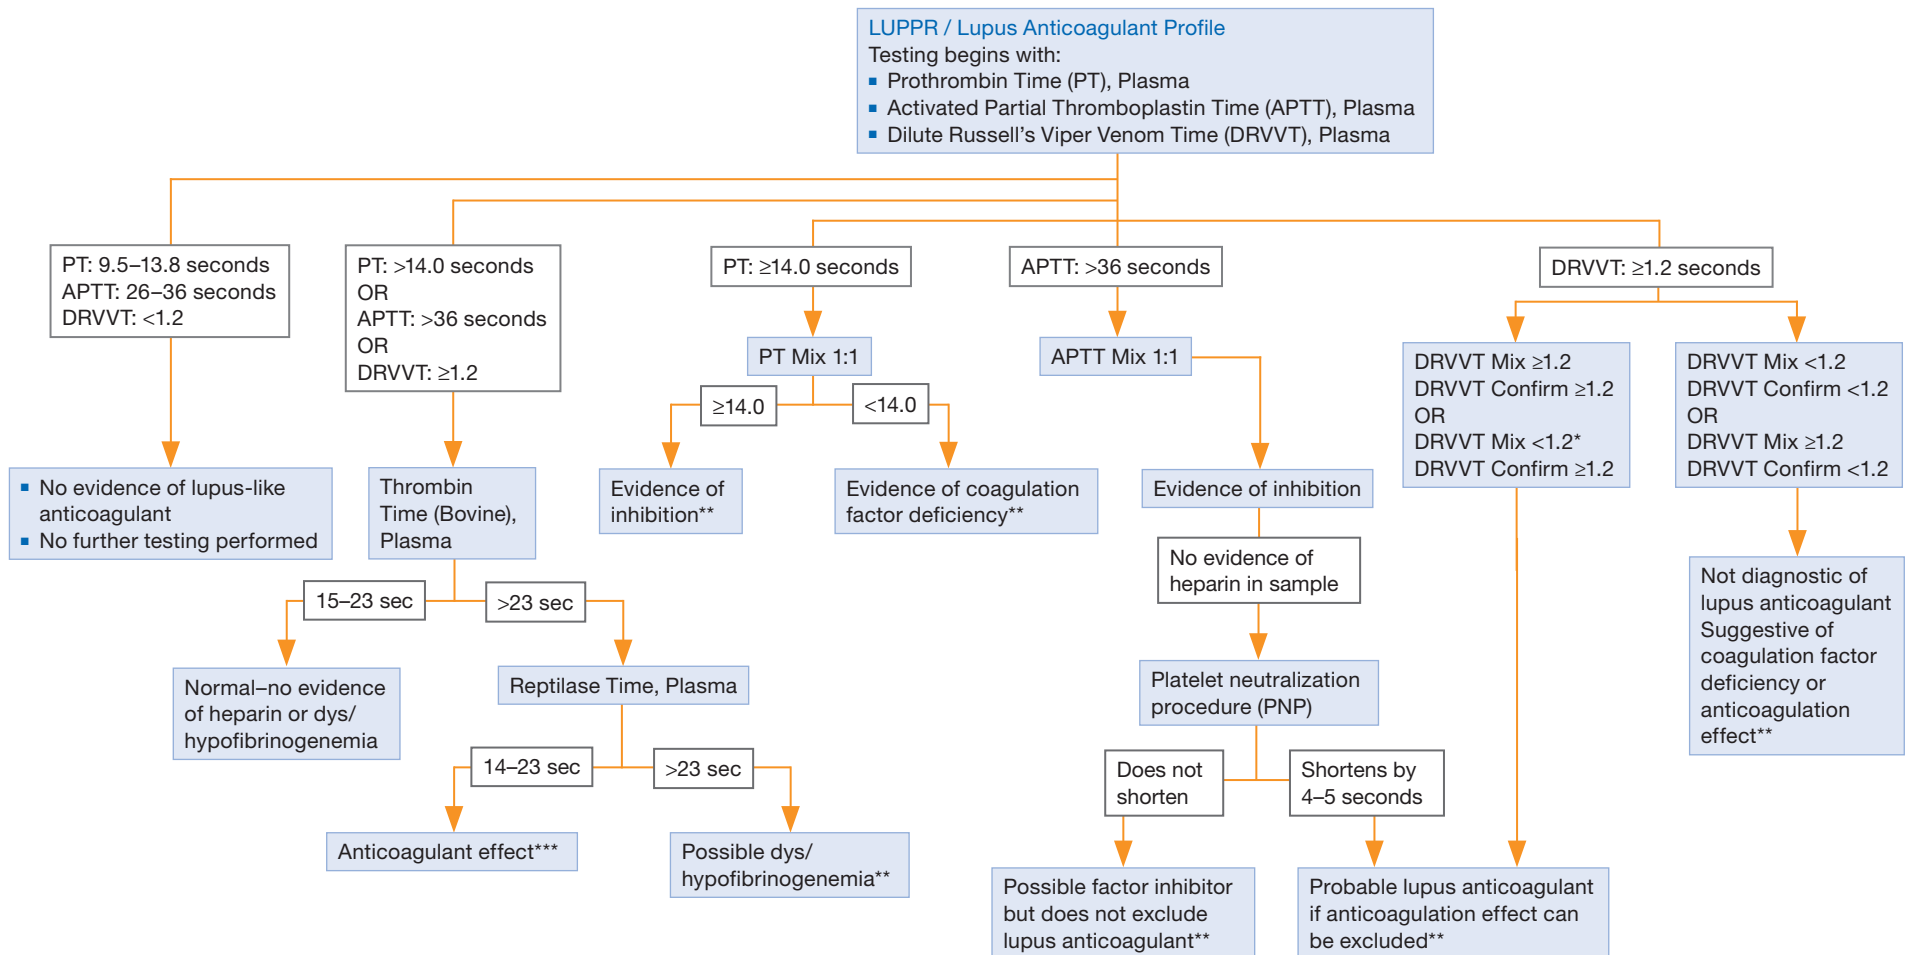 LUPPR / Lupus Anticoagulant Profile
Testing begins with:
▪ Prothrombin Time (PT), Plasma
▪ Activated Partial Thromboplastin Time (APTT), Plasma
▪ Dilute Russell’s Viper Venom Time (DRVVT), Plasma
PT: 9.5–13.8 seconds
APTT: 26–36 seconds
DRVVT: <1.2
PT: >14.0 seconds
OR
APTT: >36 seconds
OR
DRVVT: ≥1.2
PT: ≥14.0 seconds
APTT: >36 seconds
DRVVT: ≥1.2 seconds
PT Mix 1:1
APTT Mix 1:1
DRVVT Mix ≥1.2
DRVVT Confirm ≥1.2
OR
DRVVT Mix <1.2*
DRVVT Confirm ≥1.2
DRVVT Mix <1.2
DRVVT Confirm <1.2
OR
DRVVT Mix ≥1.2
DRVVT Confirm <1.2
≥14.0
<14.0
▪ No evidence of lupus-like
anticoagulant
▪ No further testing performed
Thrombin
Time (Bovine),
Plasma
Evidence of
inhibition**
Evidence of coagulation
factor deficiency**
Evidence of inhibition
No evidence of
heparin in sample
Not diagnostic of
lupus anticoagulant
Suggestive of
coagulation factor
deficiency or
anticoagulation
effect**
15–23 sec
>23 sec
Normal–no evidence
of heparin or dys/
hypofibrinogenemia
Reptilase Time, Plasma
Platelet neutralization
procedure (PNP)
14–23 sec
>23 sec
Does not
shorten
Shortens by
4–5 seconds
Anticoagulant effect***
Possible dys/
hypofibrinogenemia**
Possible factor inhibitor
but does not exclude
lupus anticoagulant**
Probable lupus anticoagulant
if anticoagulation effect can
be excluded**